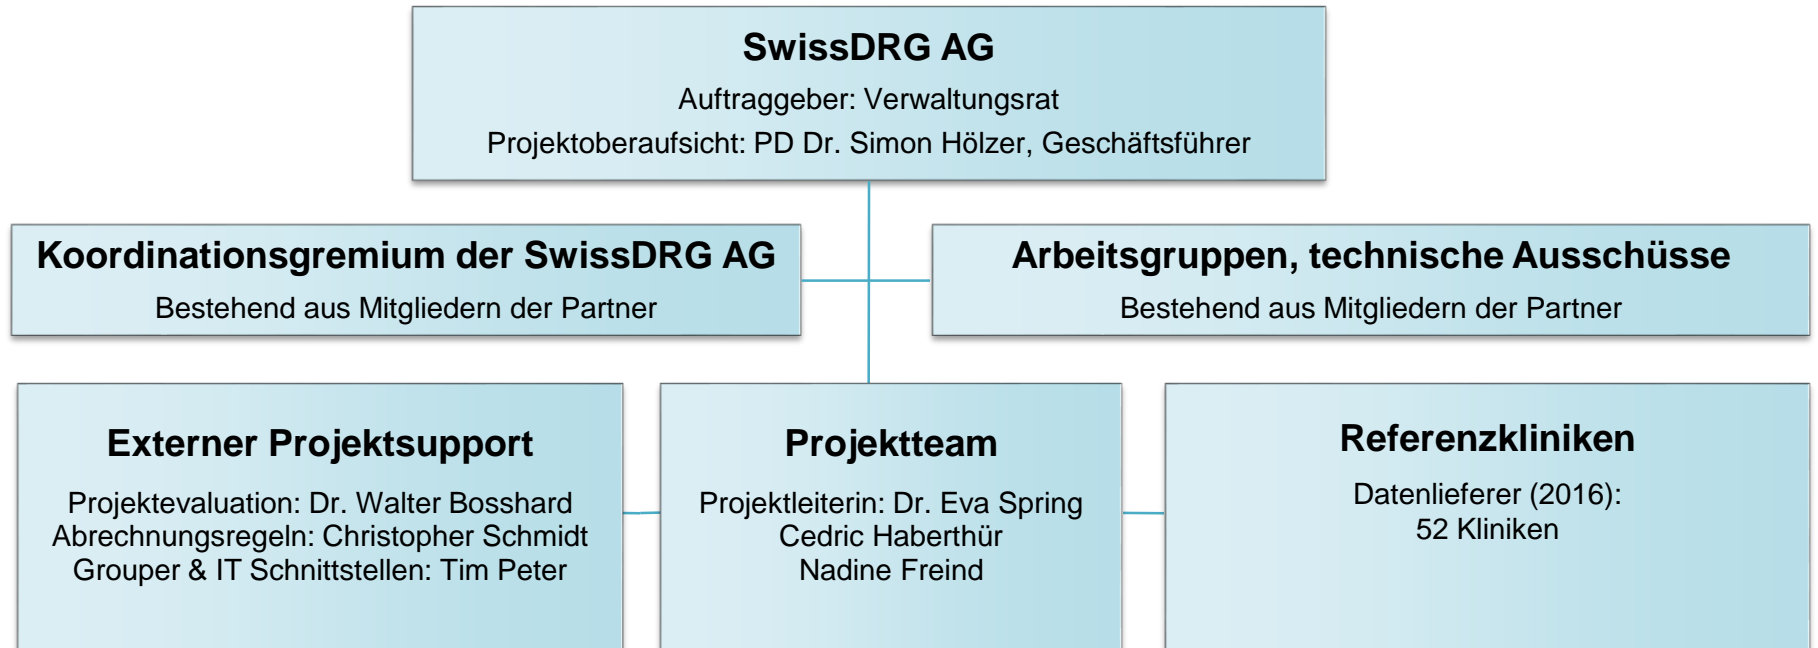 SwissDRG AG
Auftraggeber: Verwaltungsrat
Projektoberaufsicht: PD Dr. Simon Hölzer, Geschäftsführer
Koordinationsgremium der SwissDRG AG
Bestehend aus Mitgliedern der Partner
Arbeitsgruppen, technische Ausschüsse
Bestehend aus Mitgliedern der Partner
Externer Projektsupport
Projektevaluation: Dr. Walter Bosshard
Abrechnungsregeln: Christopher Schmidt
Grouper & IT Schnittstellen: Tim Peter
Projektteam
Projektleiterin: Dr. Eva Spring
Cedric Haberthür
Nadine Freind
Referenzkliniken
Datenlieferer (2016):
52 Kliniken